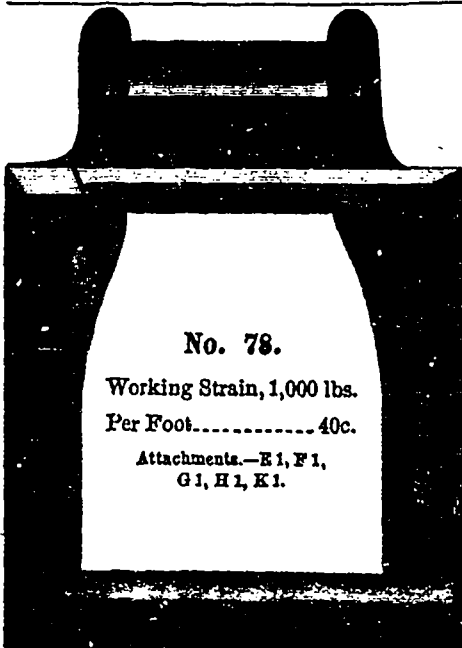 No. 78.
Working Strain, 1,000 lbs.
Per Foot............. 40c.
Attachments.—E 1, F 1,
G 1, H 1, K 1.